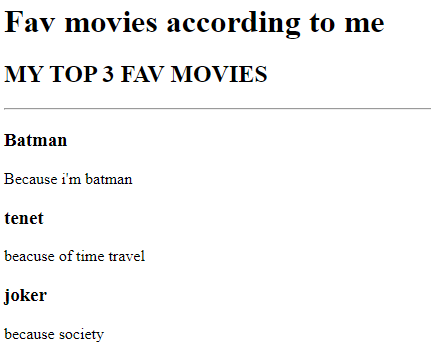 Fav movies according to me
MY TOP 3 FAV MOVIES
Batman
Because i'm batman
tenet
beacuse of time travel
joker
because society